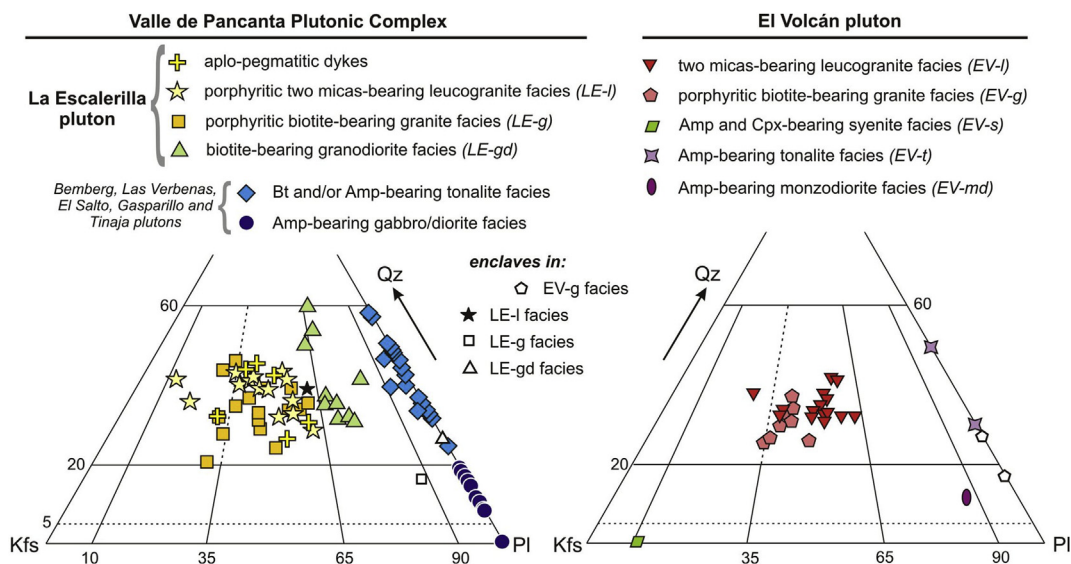 Valle de Pancanta Plutonic Complex
La Escalerilla
pluton
aplo-pegmatitic dykes
porphyritic two micas-bearing leucogranite facies (LE-l)
porphyritic biotite-bearing granite facies (LE-g)
biotite-bearing granodiorite facies (LE-gd)
Bemberg, Las Verbenas,
El Salto, Gasparillo and
Tinaja plutons
Bt and/or Amp-bearing tonalite facies
Amp-bearing gabbro/diorite facies
El Volcán pluton
two micas-bearing leucogranite facies (EV-l)
porphyritic biotite-bearing granite facies (EV-g)
Amp and Cpx-bearing syenite facies (EV-s)
Amp-bearing tonalite facies (EV-t)
Amp-bearing monzodiorite facies (EV-md)
enclaves in:
EV-g facies
LE-l facies
LE-g facies
LE-gd facies
Qz
60
20
5
Kfs
10
35
65
90
Pl
Qz
60
20
Kfs
35
65
90
Pl